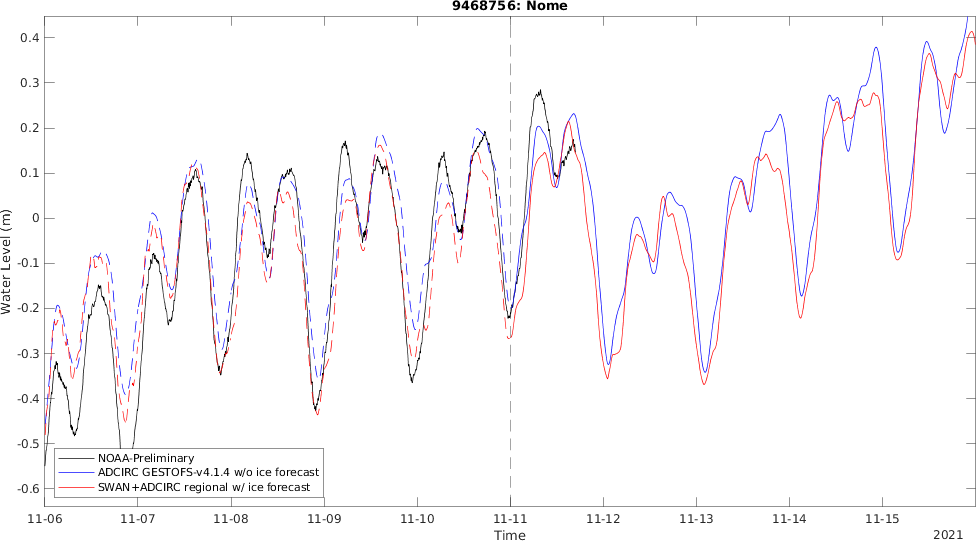 9468756: Nome
0.4
0.3
0.2
0.1
0
-0.1
-0.2
-0.3
-0.4
-0.5
-0.6
Water Level (m)
NOAA-Preliminary
ADCIRC GESTOFS-v4.1.4 w/o ice forecast
SWAN+ADCIRC regional w/ ice forecast
11-06 11-07 11-08 11-09 11-10 11-11 11-12 11-13 11-14 11-15
Time
2021